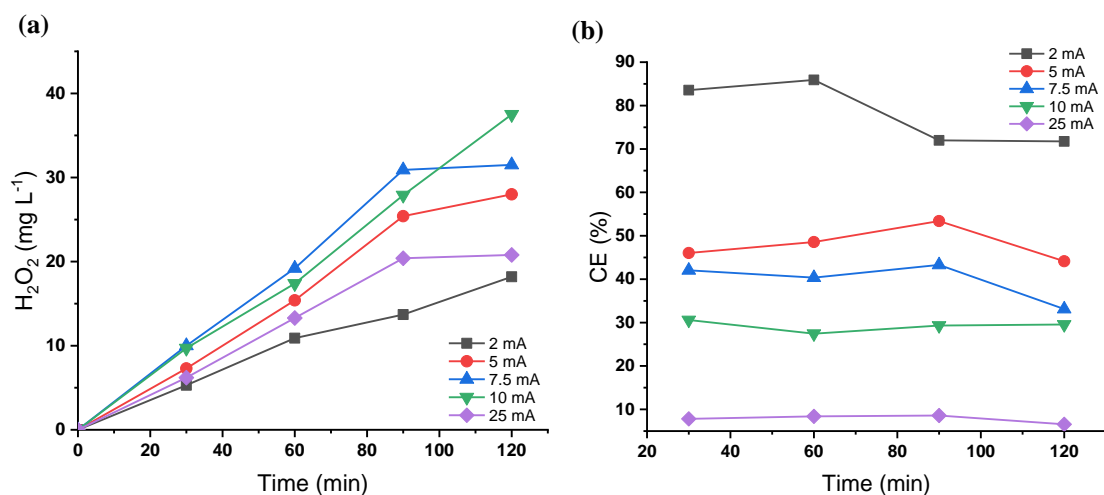 (a)
H₂O₂ (mg L⁻¹)
40
30
20
10
0
0 20 40 60 80 100 120
Time (min)
2 mA
5 mA
7.5 mA
10 mA
25 mA
(b)
CE (%)
90
80
70
60
50
40
30
20
10
20 40 60 80 100 120
Time (min)
2 mA
5 mA
7.5 mA
10 mA
25 mA